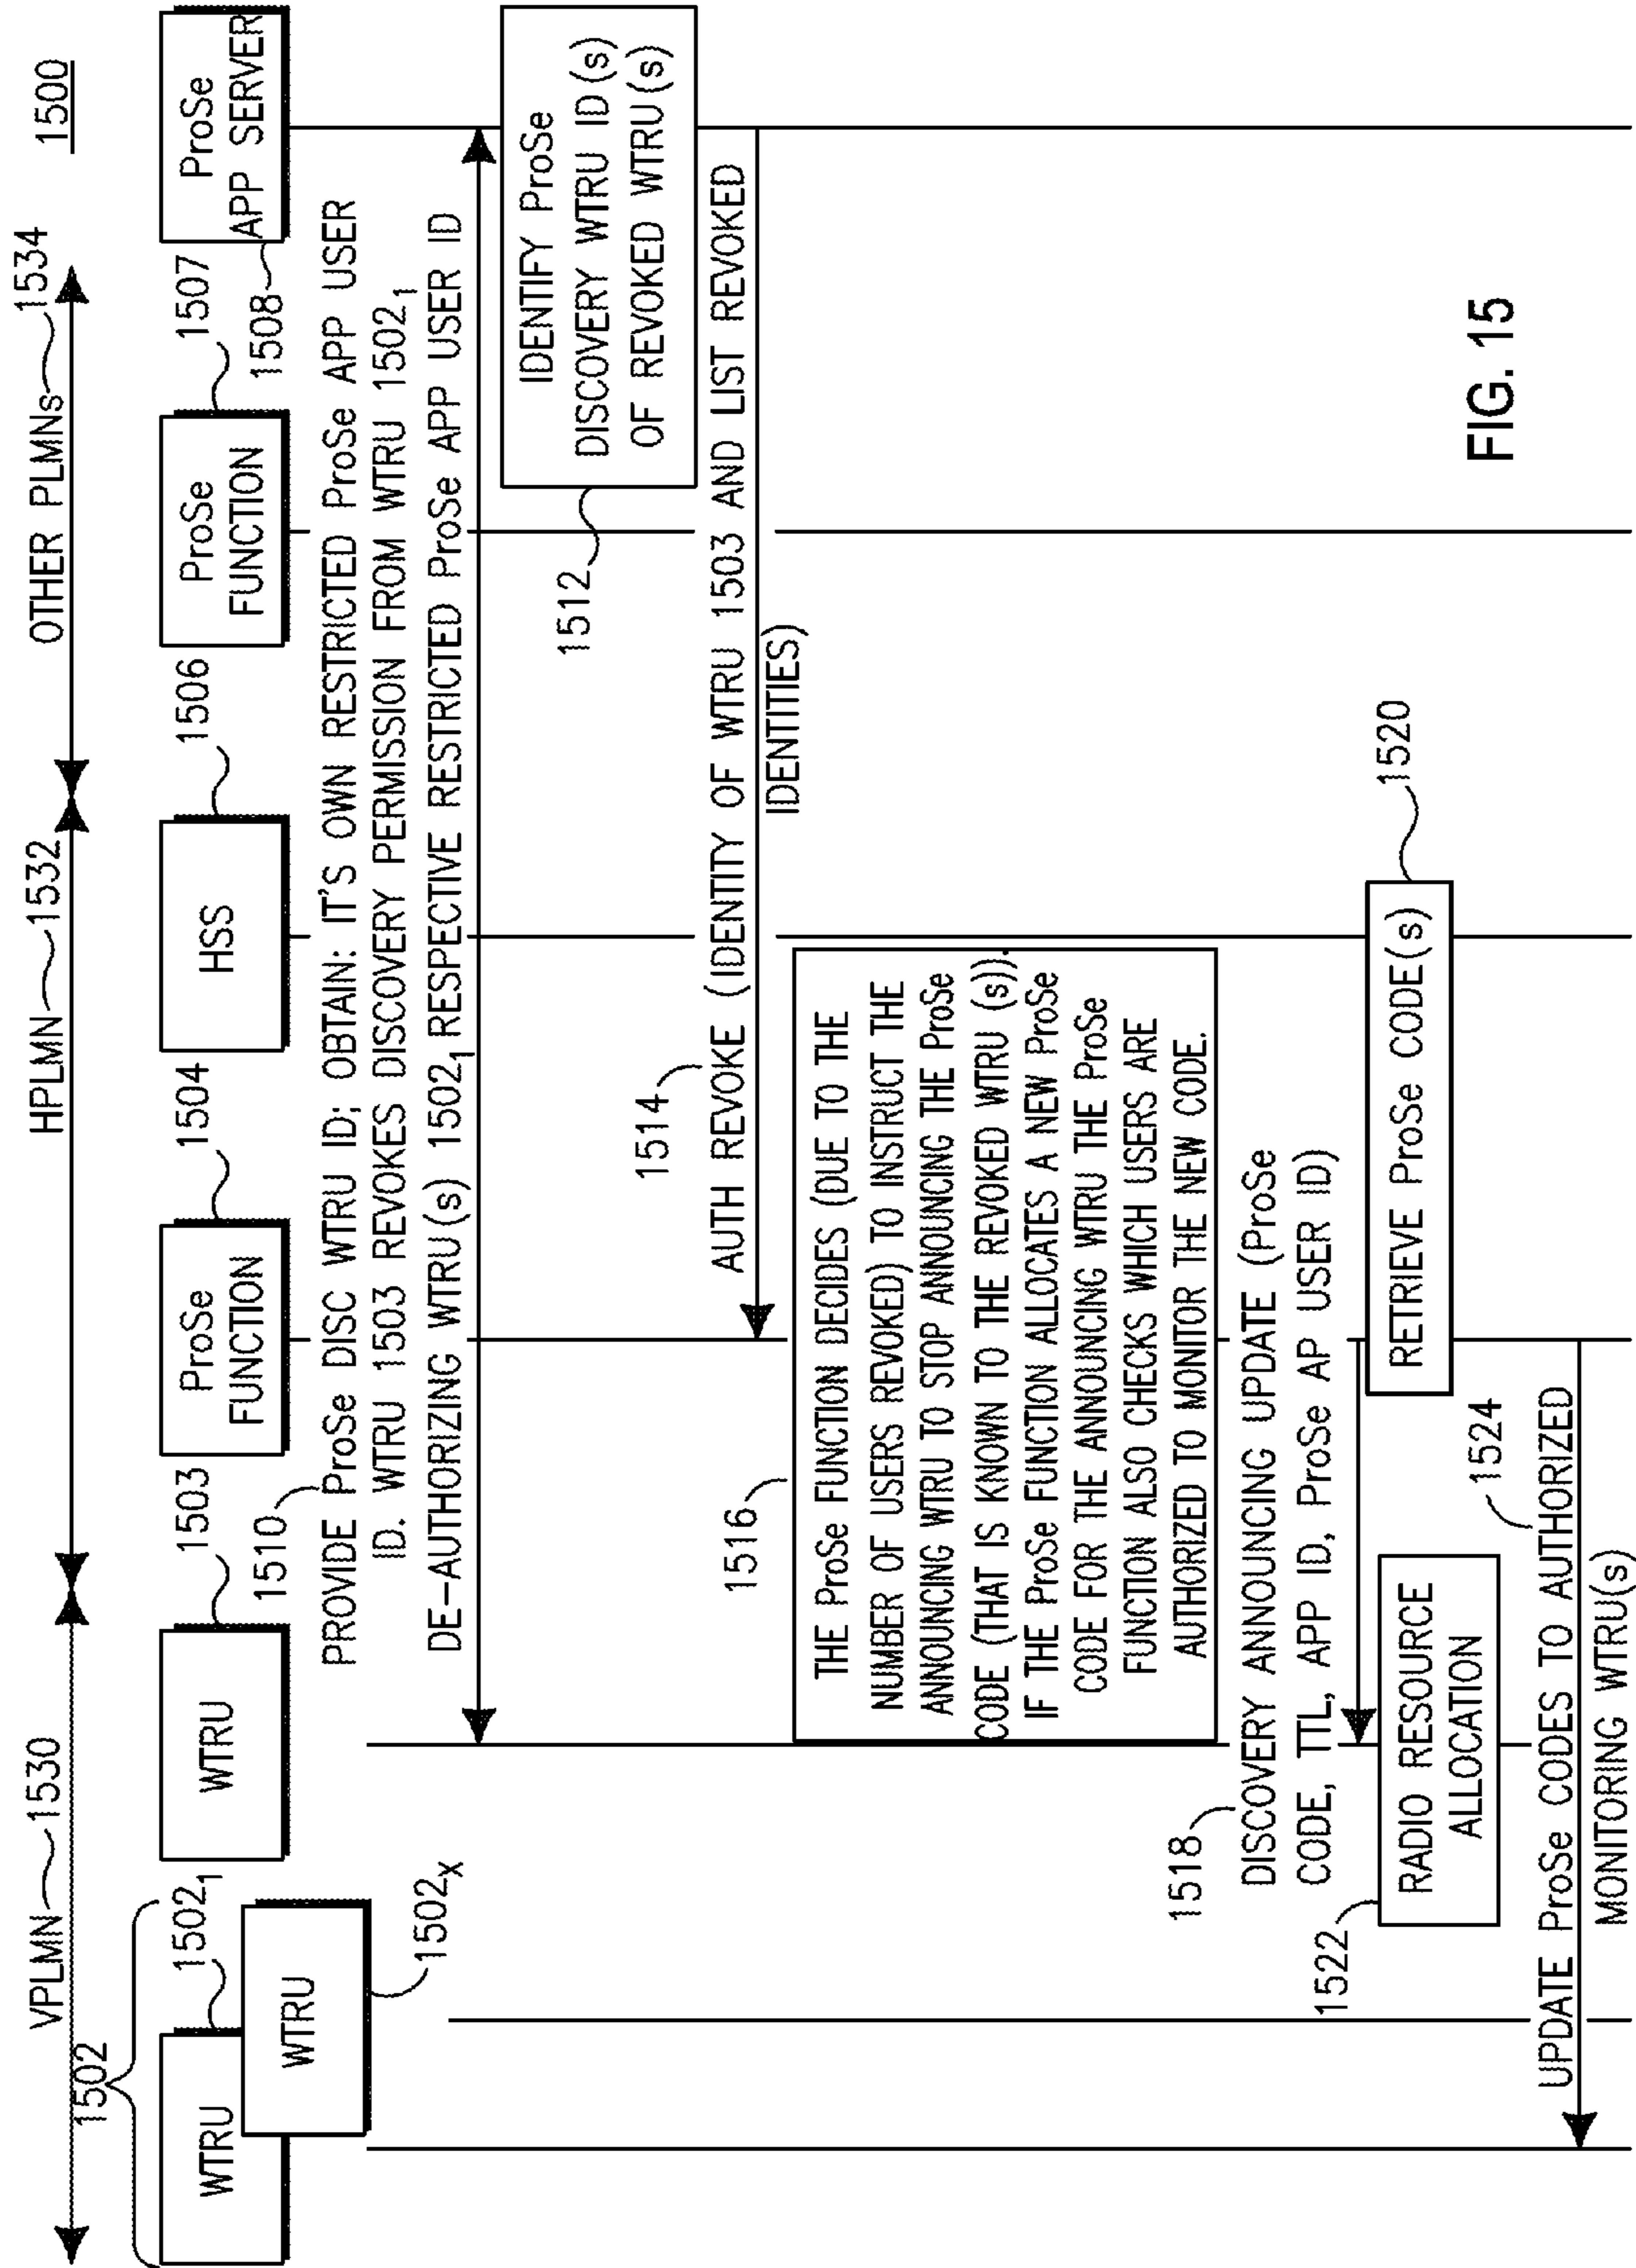 1500
VPLMN 1530
HPLMN 1532
OTHER PLMNs 1534
1502
1502₁
WTRU
WTRU
1502ₓ
WTRU
1503
ProSe
FUNCTION
1504
HSS
1506
ProSe
FUNCTION
1507
ProSe
APP SERVER
1508
1510
PROVIDE ProSe DISC WTRU ID; OBTAIN: IT'S OWN RESTRICTED ProSe APP USER
ID. WTRU 1503 REVOKES DISCOVERY PERMISSION FROM WTRU 1502₁
DE-AUTHORIZING WTRU(s) 1502₁ RESPECTIVE RESTRICTED ProSe APP USER ID
IDENTIFY ProSe
DISCOVERY WTRU ID(s)
OF REVOKED WTRU(s)
1512
1514
AUTH REVOKE (IDENTITY OF WTRU 1503 AND LIST REVOKED
IDENTITIES)
1516
THE ProSe FUNCTION DECIDES (DUE TO THE
NUMBER OF USERS REVOKED) TO INSTRUCT THE
ANNOUNCING WTRU TO STOP ANNOUNCING THE ProSe
CODE (THAT IS KNOWN TO THE REVOKED WTRU (s)).
IF THE ProSe FUNCTION ALLOCATES A NEW ProSe
CODE FOR THE ANNOUNCING WTRU THE ProSe
FUNCTION ALSO CHECKS WHICH USERS ARE
AUTHORIZED TO MONITOR THE NEW CODE.
1518
DISCOVERY ANNOUNCING UPDATE (ProSe
CODE, TTL, APP ID, ProSe AP USER ID)
RETRIEVE ProSe CODE(s)
1520
1522
RADIO RESOURCE
ALLOCATION
1524
UPDATE ProSe CODES TO AUTHORIZED
MONITORING WTRU(s)
FIG. 15